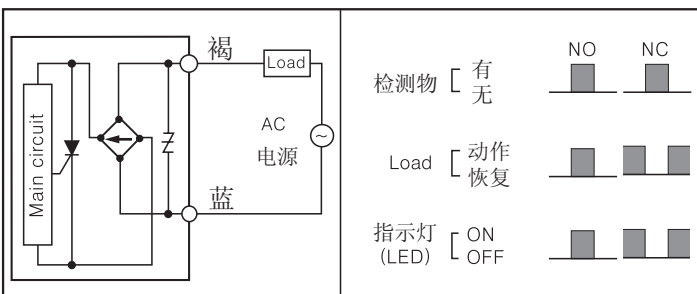 褐
Load
Main circuit
AC
电源
~
蓝
NO
NC
检测物
有
无
Load
动作
恢复
指示灯
(LED)
ON
OFF